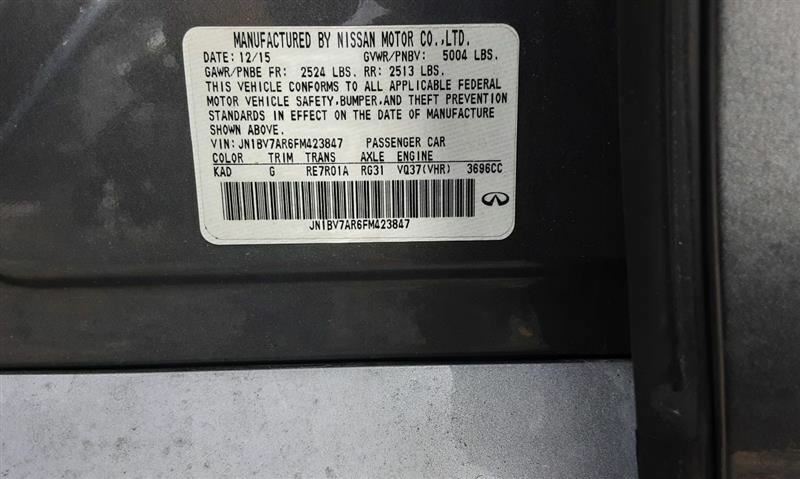 MANUFACTURED BY NISSAN MOTOR CO.,LTD.
DATE: 12/15 GVWR/PNBV: 5004 LBS.
GAWR/PNBE FR: 2524 LBS. RR: 2513 LBS.
THIS VEHICLE CONFORMS TO ALL APPLICABLE FEDERAL
MOTOR VEHICLE SAFETY, BUMPER, AND THEFT PREVENTION
STANDARDS IN EFFECT ON THE DATE OF MANUFACTURE
SHOWN ABOVE.
VIN: JN1BV7AR6FM423847 PASSENGER CAR
COLOR TRIM TRANS AXLE ENGINE
KAD G RE7R01A RG31 VQ37(VHR) 3696CC
JN1BV7AR6FM423847